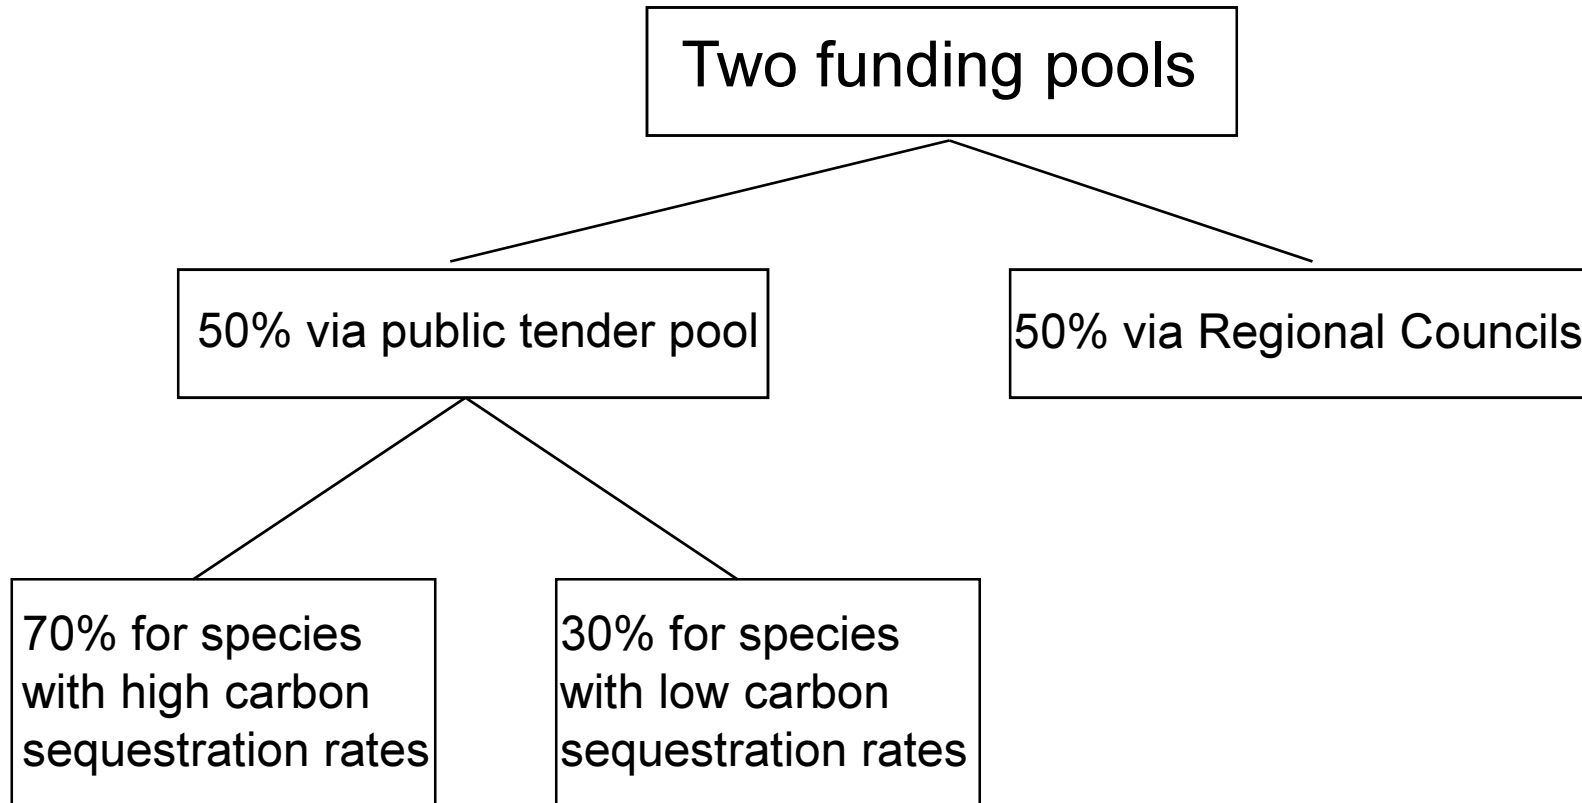 Two funding pools
50% via public tender pool
50% via Regional Councils
70% for species
with high carbon
sequestration rates
30% for species
with low carbon
sequestration rates